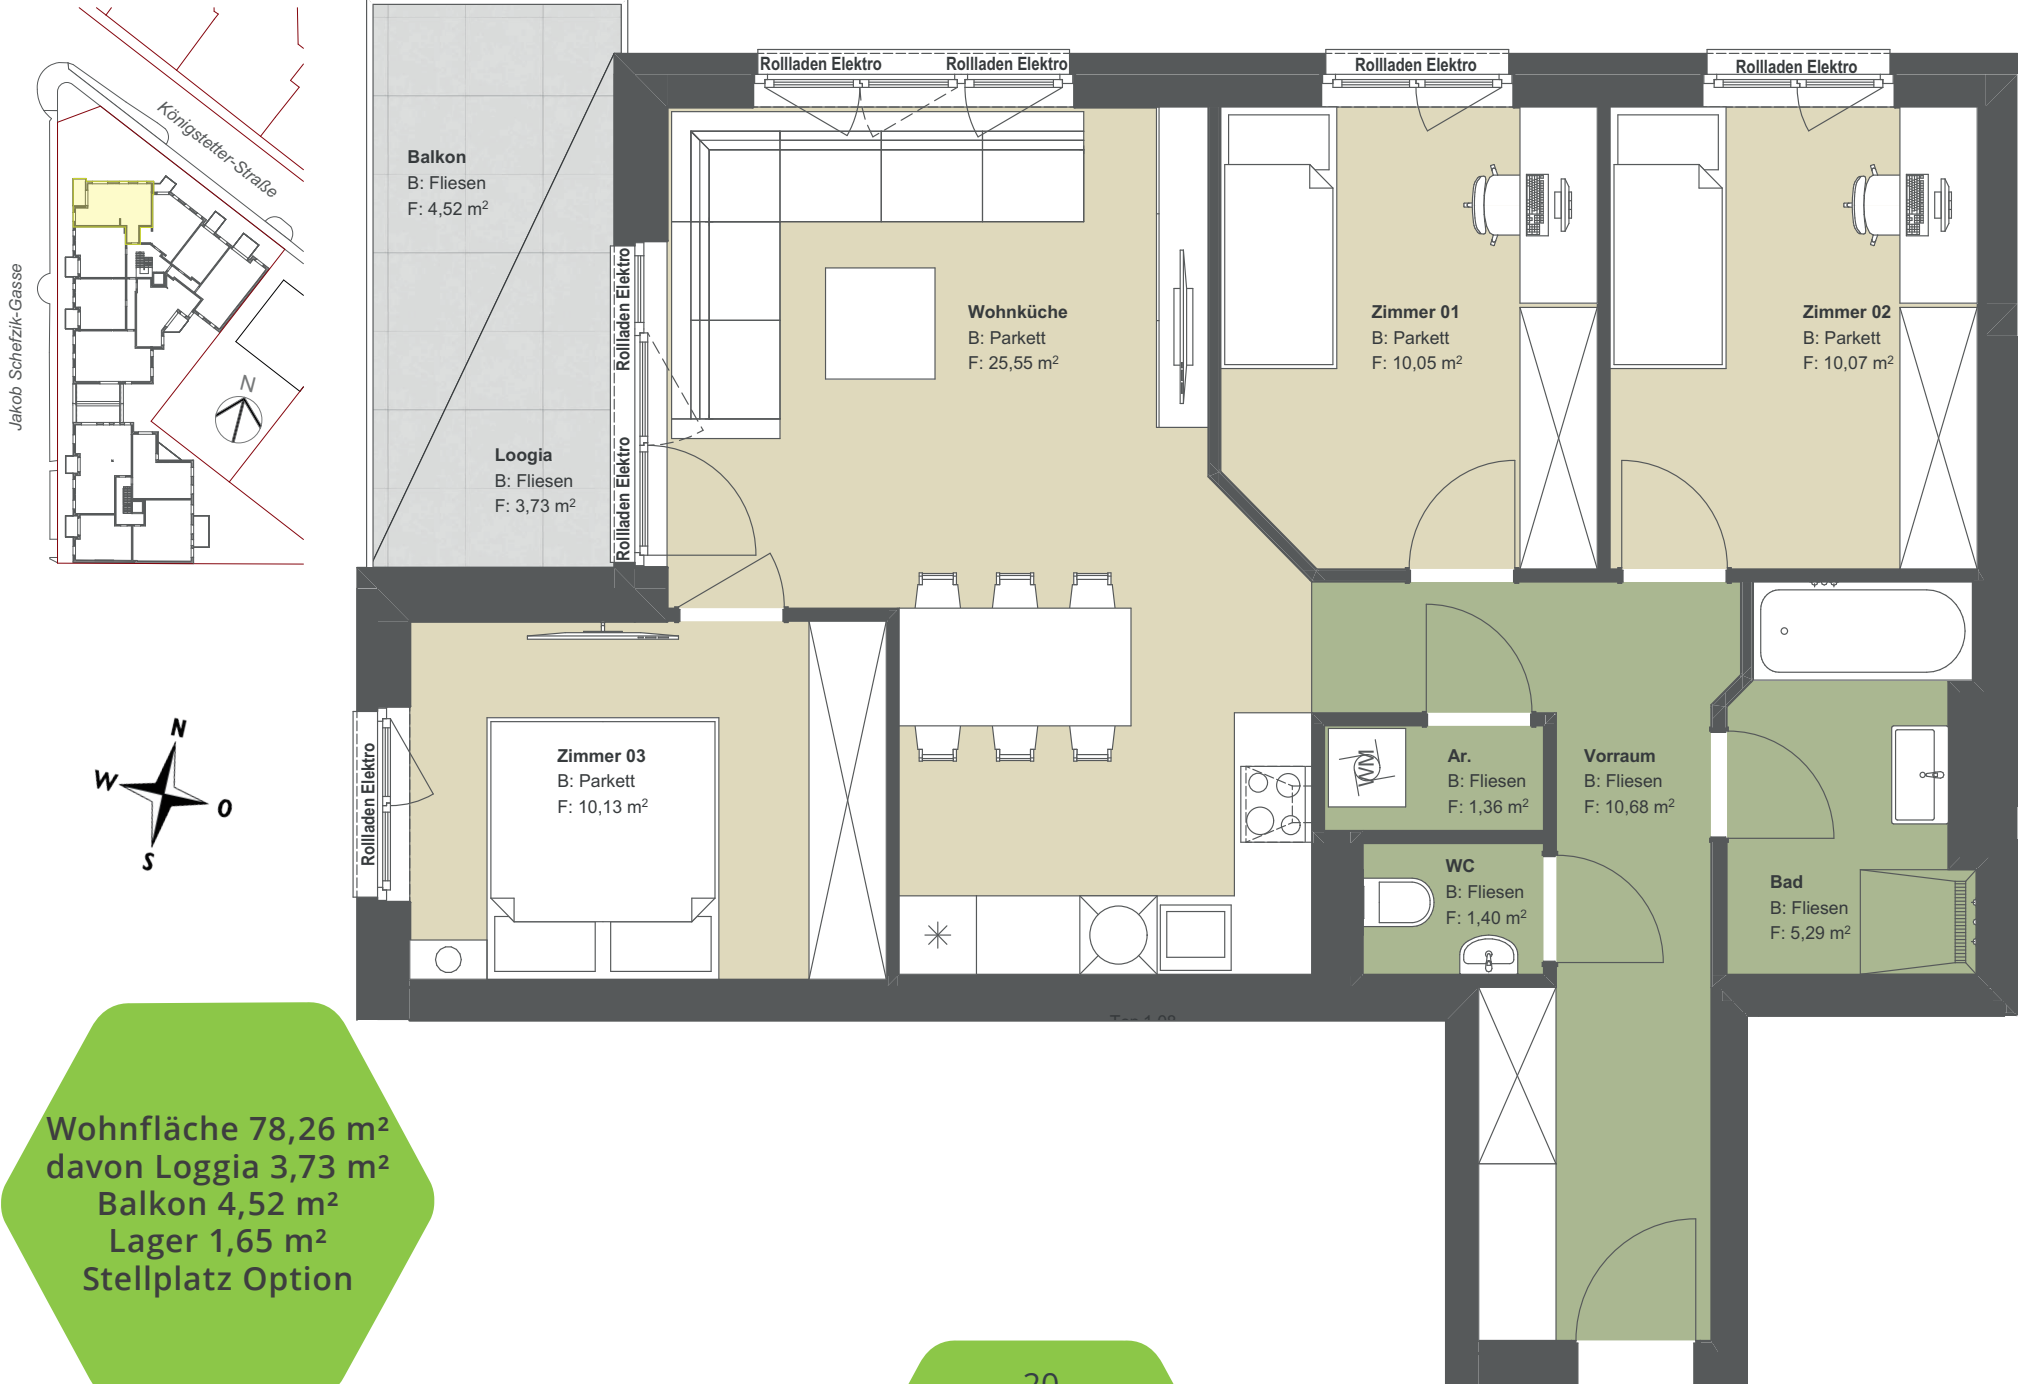 Königstetter-Straße
Jakob Schefzik-Gasse
N
N
W
O
S
Rollladen Elektro
Rollladen Elektro
Rollladen Elektro
Rollladen Elektro
Balkon
B: Fliesen
F: 4,52 m²
Rollladen Elektro
Wohnküche
B: Parkett
F: 25,55 m²
Zimmer 01
B: Parkett
F: 10,05 m²
Zimmer 02
B: Parkett
F: 10,07 m²
Loogia
B: Fliesen
F: 3,73 m²
Rollladen Elektro
Rollladen Elektro
Zimmer 03
B: Parkett
F: 10,13 m²
WM
Ar.
B: Fliesen
F: 1,36 m²
Vorraum
B: Fliesen
F: 10,68 m²
WC
B: Fliesen
F: 1,40 m²
Bad
B: Fliesen
F: 5,29 m²
Wohnfläche 78,26 m²
davon Loggia 3,73 m²
Balkon 4,52 m²
Lager 1,65 m²
Stellplatz Option
20